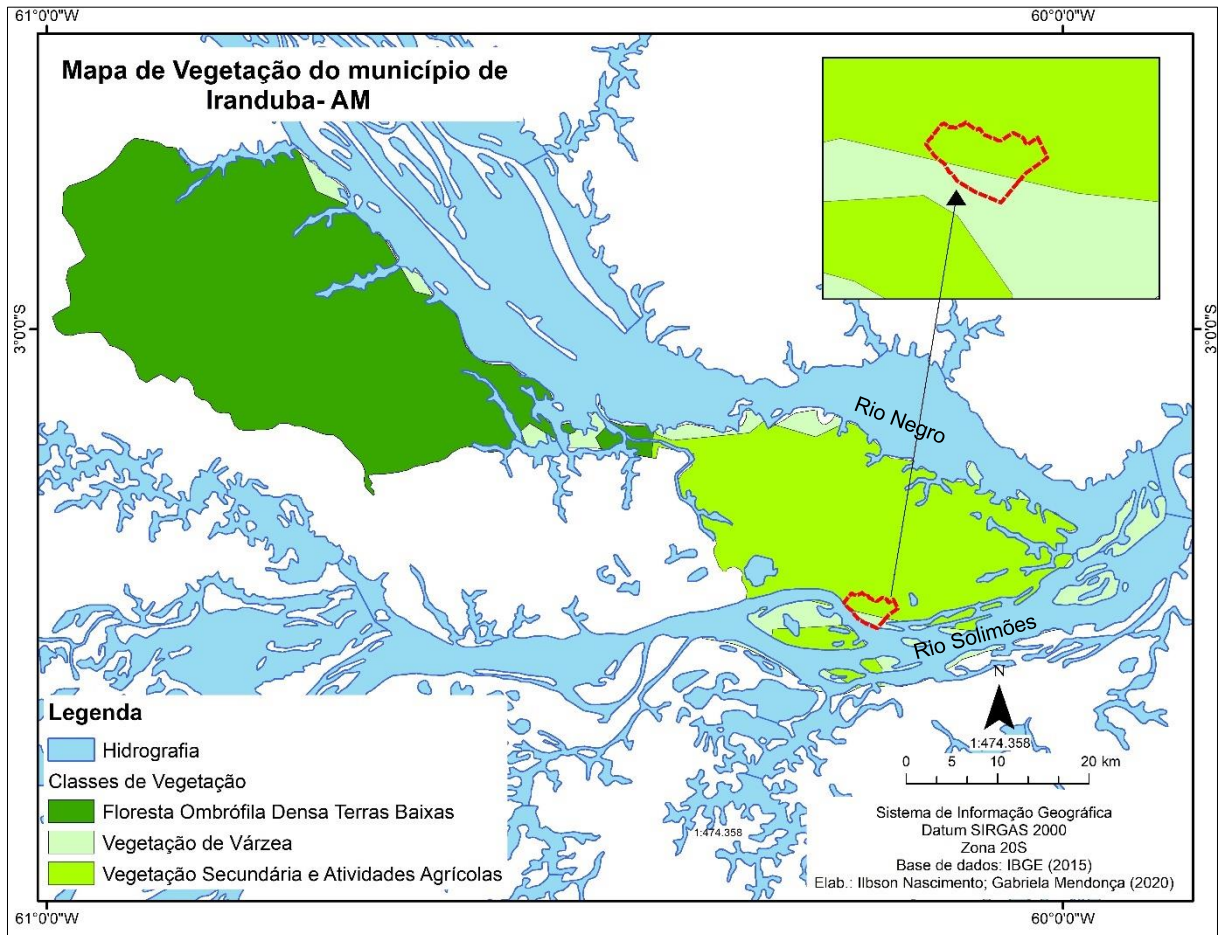 61°0'0"W
60°0'0"W
Mapa de Vegetação do município de
Iranduba- AM
3°0'0"S
3°0'0"S
Rio Negro
Rio Solimões
N
1:474.358
0 5 10 20 km
Legenda
Hidrografia
Classes de Vegetação
Floresta Ombrófila Densa Terras Baixas
Vegetação de Várzea
Vegetação Secundária e Atividades Agrícolas
1:474.358
Sistema de Informação Geográfica
Datum SIRGAS 2000
Zona 20S
Base de dados: IBGE (2015)
Elab.: Ilbson Nascimento; Gabriela Mendonça (2020)
61°0'0"W
60°0'0"W